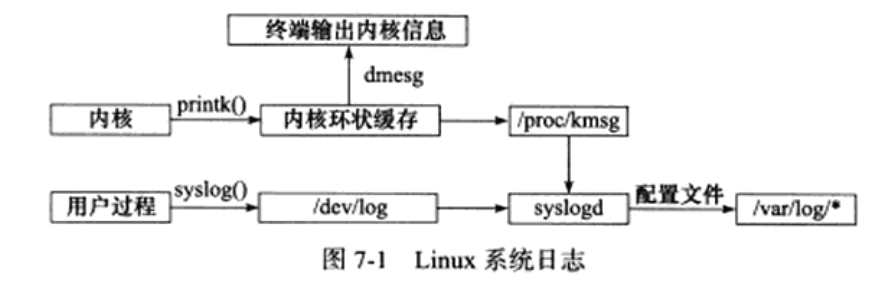 终端输出内核信息
dmesg
内核 printk() 内核环状缓存 /proc/kmsg
用户过程 syslog() /dev/log syslogd 配置文件 /var/log/*
图 7-1 Linux 系统日志